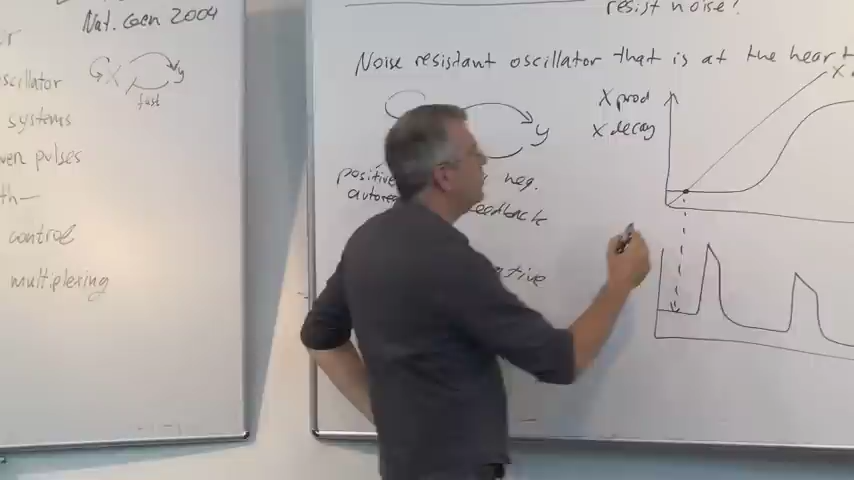 Nat. Gen 2004
oscillator
systems
pulses
control
multiplexing
X
y
fast
resist noise?
Noise resistant oscillator that is at the heart
X prod
X decay
y
positive
neg.
feedback
X